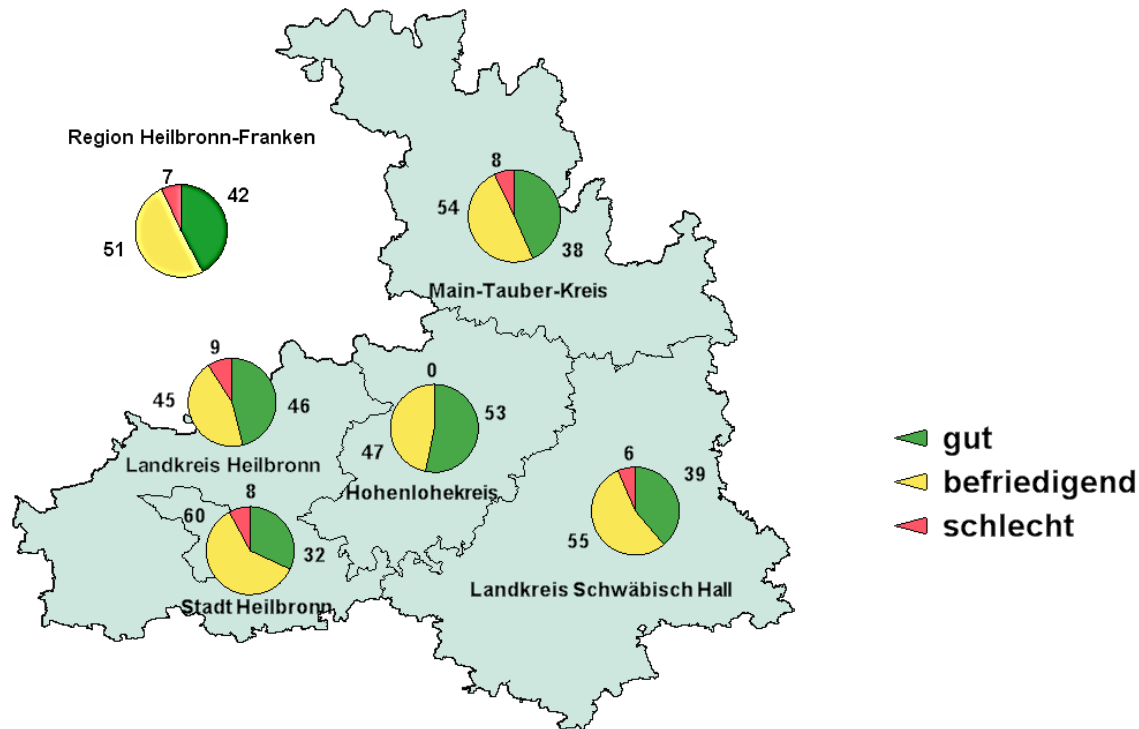 Region Heilbronn-Franken
7
42
51
8
54
38
Main-Tauber-Kreis
9
45
46
Landkreis Heilbronn
0
53
47
Hohenlohekreis
6
39
55
Landkreis Schwäbisch Hall
8
60
32
Stadt Heilbronn
gut
befriedigend
schlecht